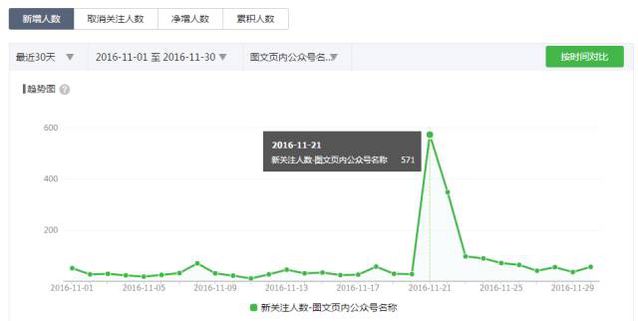 新增人数 取消关注人数 净增人数 累积人数
最近30天 2016-11-01 至 2016-11-30 图文页内公众号名... 按时间对比
趋势图 ?
600
2016-11-21
新关注人数-图文页内公众号名称 571
400
200
2016-11-01 2016-11-05 2016-11-09 2016-11-13 2016-11-17 2016-11-21 2016-11-25 2016-11-29
新关注人数-图文页内公众号名称